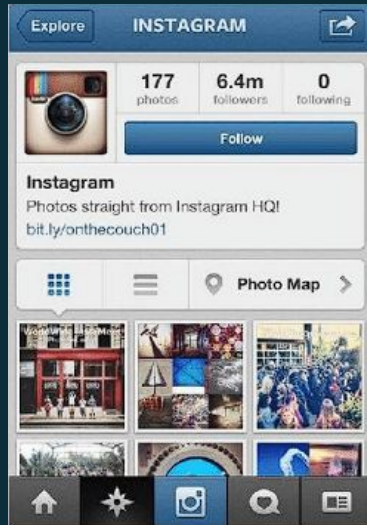 Explore INSTAGRAM
177 6.4m 0
photos followers following
Follow
Instagram
Photos straight from Instagram HQ!
bit.ly/onthecouch01
Photo Map